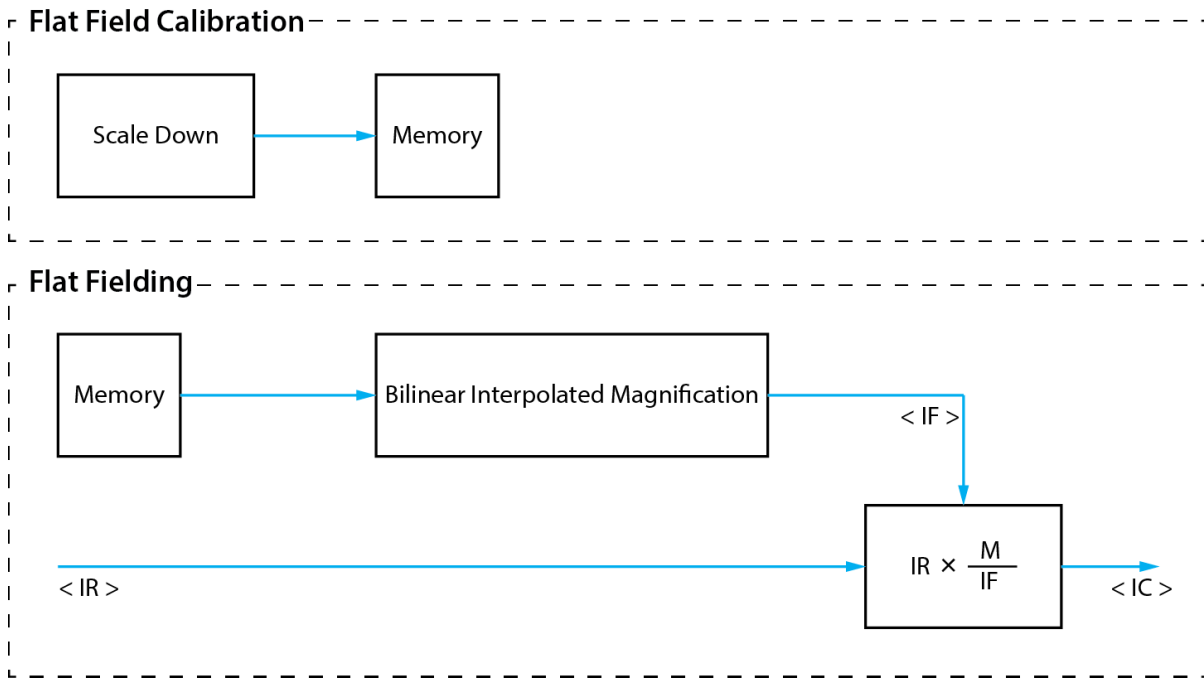 Flat Field Calibration
Scale Down
Memory
Flat Fielding
Memory
Bilinear Interpolated Magnification
< IF >
IR × M
IF
< IR >
< IC >